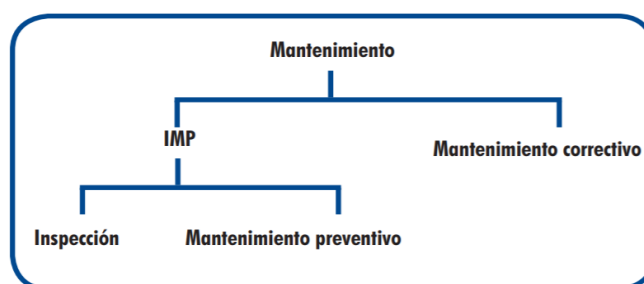 Mantenimiento
IMP
Mantenimiento correctivo
Inspección
Mantenimiento preventivo